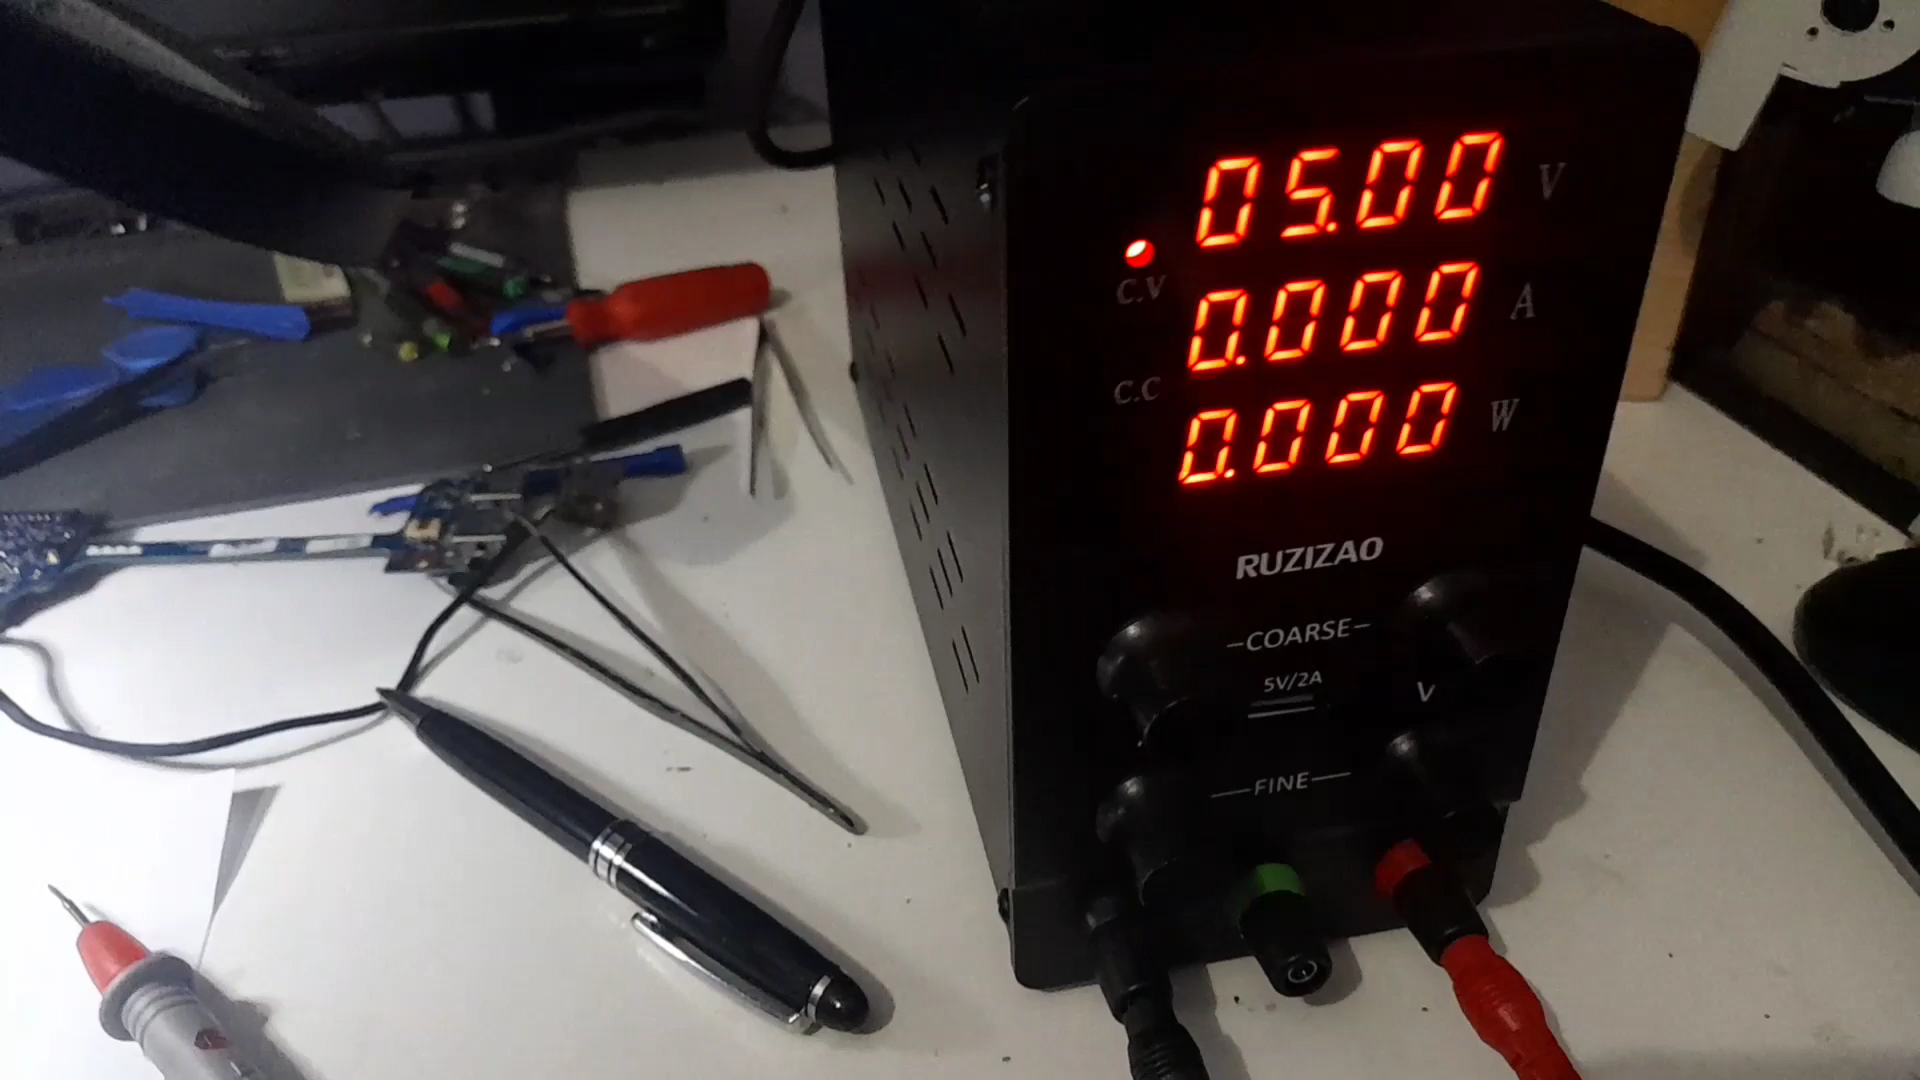 05.00 V
C.V
0.000 A
C.C
0.000 W
RUZIZAO
-COARSE-
5V/2A
V
-FINE-